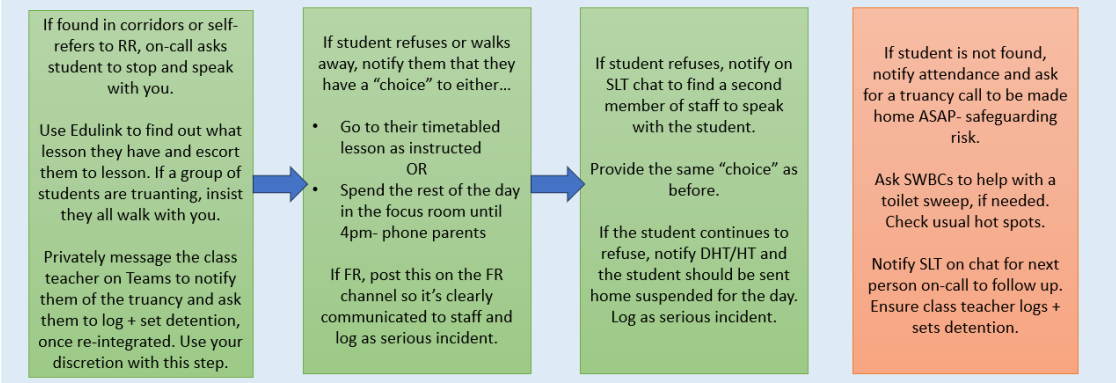 If found in corridors or self-
refers to RR, on-call asks
student to stop and speak
with you.
Use Edulink to find out what
lesson they have and escort
them to lesson. If a group of
students are truanting, insist
they all walk with you.
Privately message the class
teacher on Teams to notify
them of the truancy and ask
them to log + set detention,
once re-integrated. Use your
discretion with this step.
If student refuses or walks
away, notify them that they
have a “choice” to either…
• Go to their timetabled
lesson as instructed
OR
• Spend the rest of the day
in the focus room until
4pm- phone parents
If FR, post this on the FR
channel so it’s clearly
communicated to staff and
log as serious incident.
If student refuses, notify on
SLT chat to find a second
member of staff to speak
with the student.
Provide the same “choice” as
before.
If the student continues to
refuse, notify DHT/HT and
the student should be sent
home suspended for the day.
Log as serious incident.
If student is not found,
notify attendance and ask
for a truancy call to be made
home ASAP- safeguarding
risk.
Ask SWBCs to help with a
toilet sweep, if needed.
Check usual hot spots.
Notify SLT on chat for next
person on-call to follow up.
Ensure class teacher logs +
sets detention.